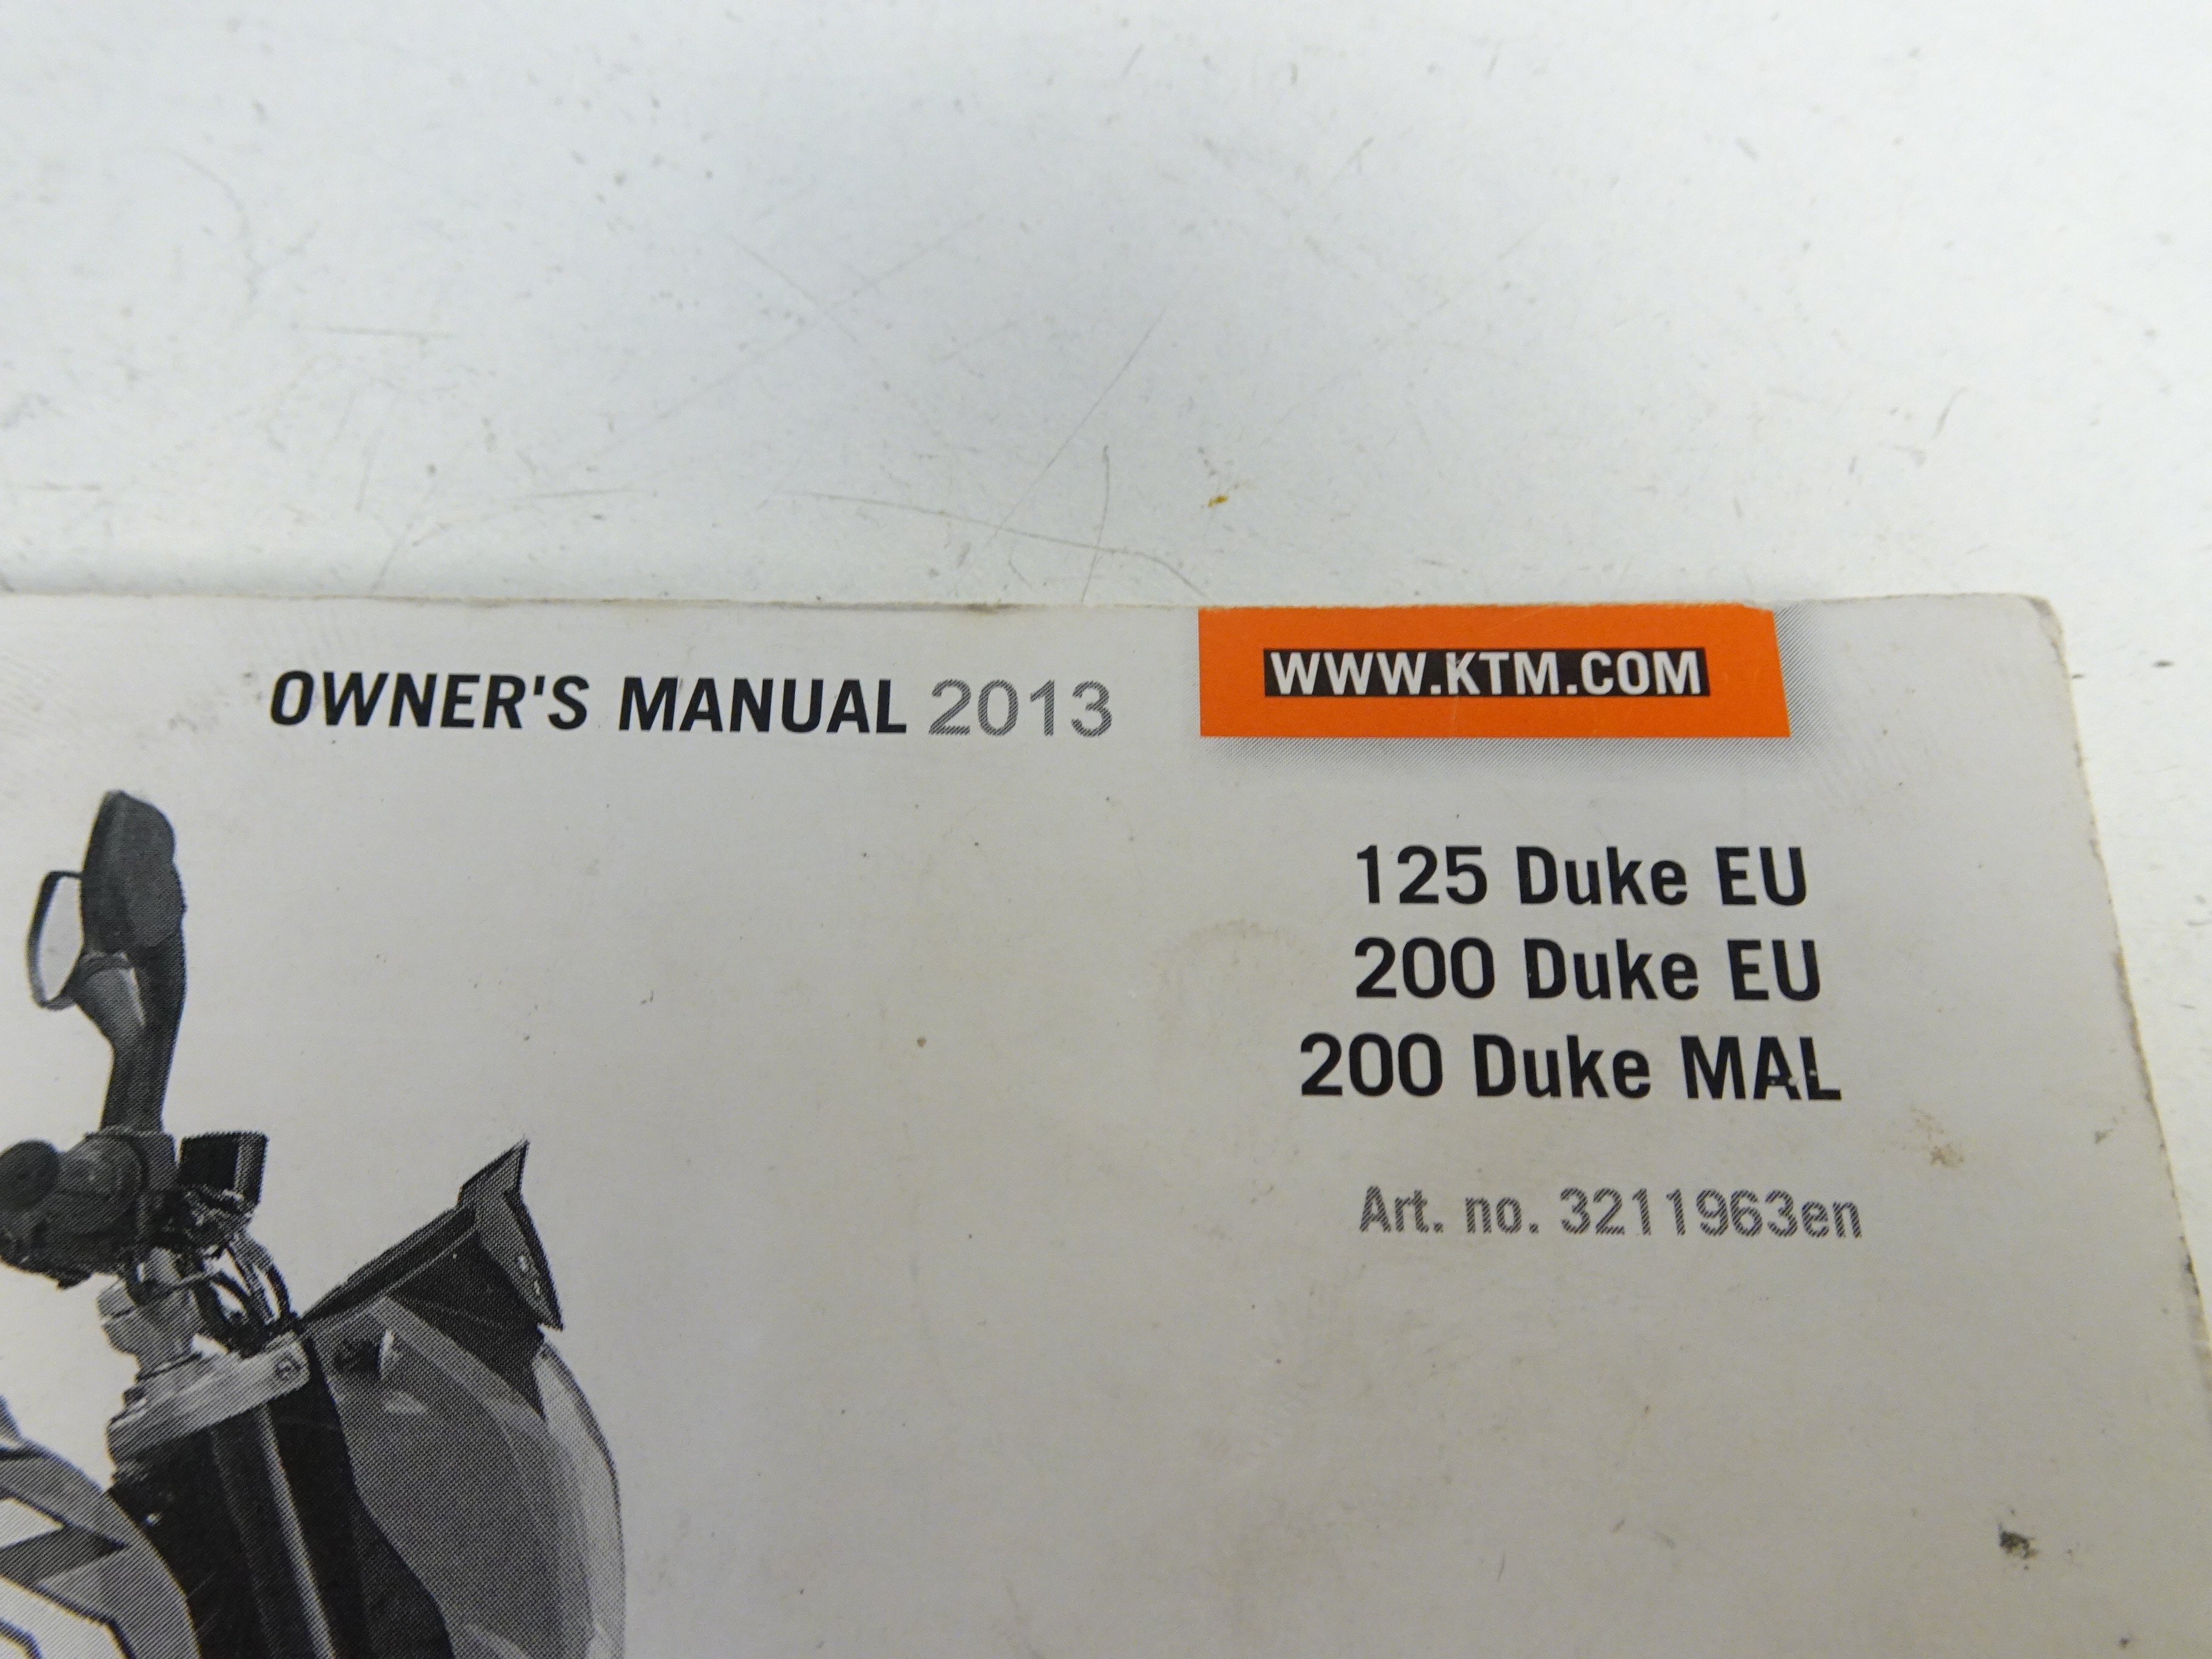 OWNER'S MANUAL 2013
WWW.KTM.COM
125 Duke EU
200 Duke EU
200 Duke MAL
Art. no. 3211963en